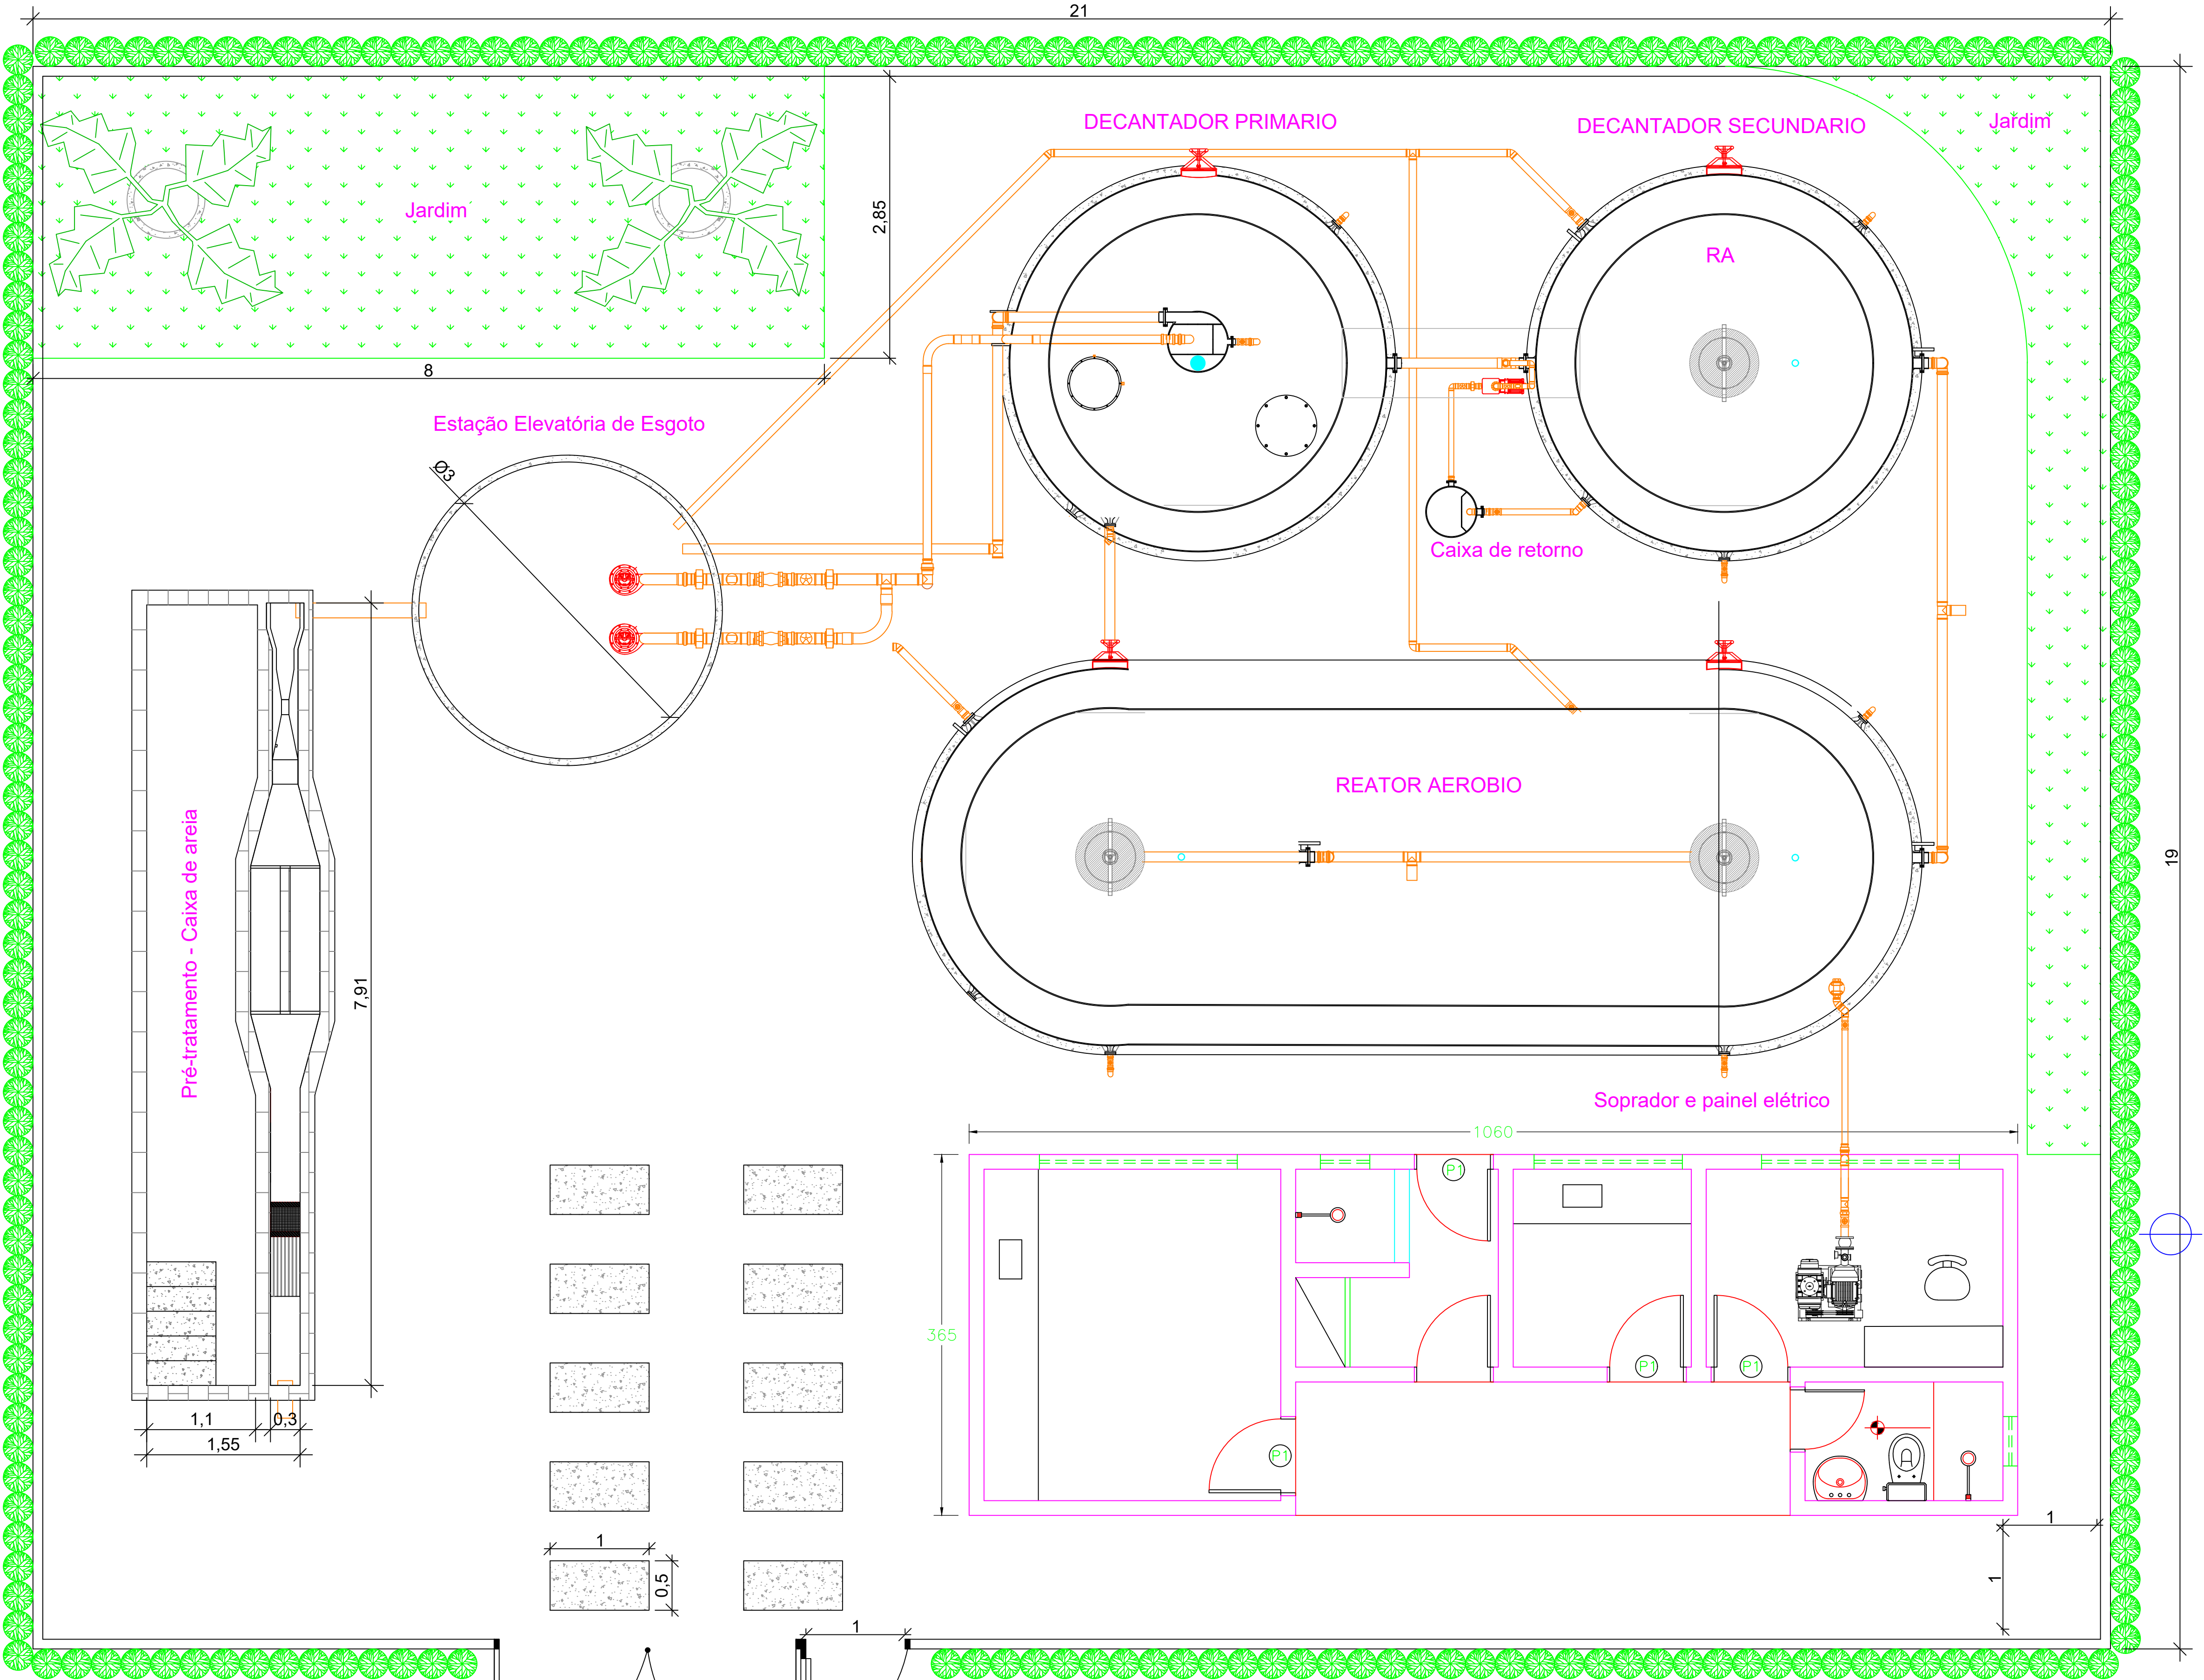 21
DECANTADOR PRIMARIO
DECANTADOR SECUNDARIO
Jardim
Jardim
2,85
RA
8
Estação Elevatória de Esgoto
Ø3
Caixa de retorno
REATOR AEROBIO
19
Pré-tratamento - Caixa de areia
7,91
Soprador e painel elétrico
1060
P1
365
P1
P1
P1
1,1
0,3
1,55
1
0,5
1
1
1